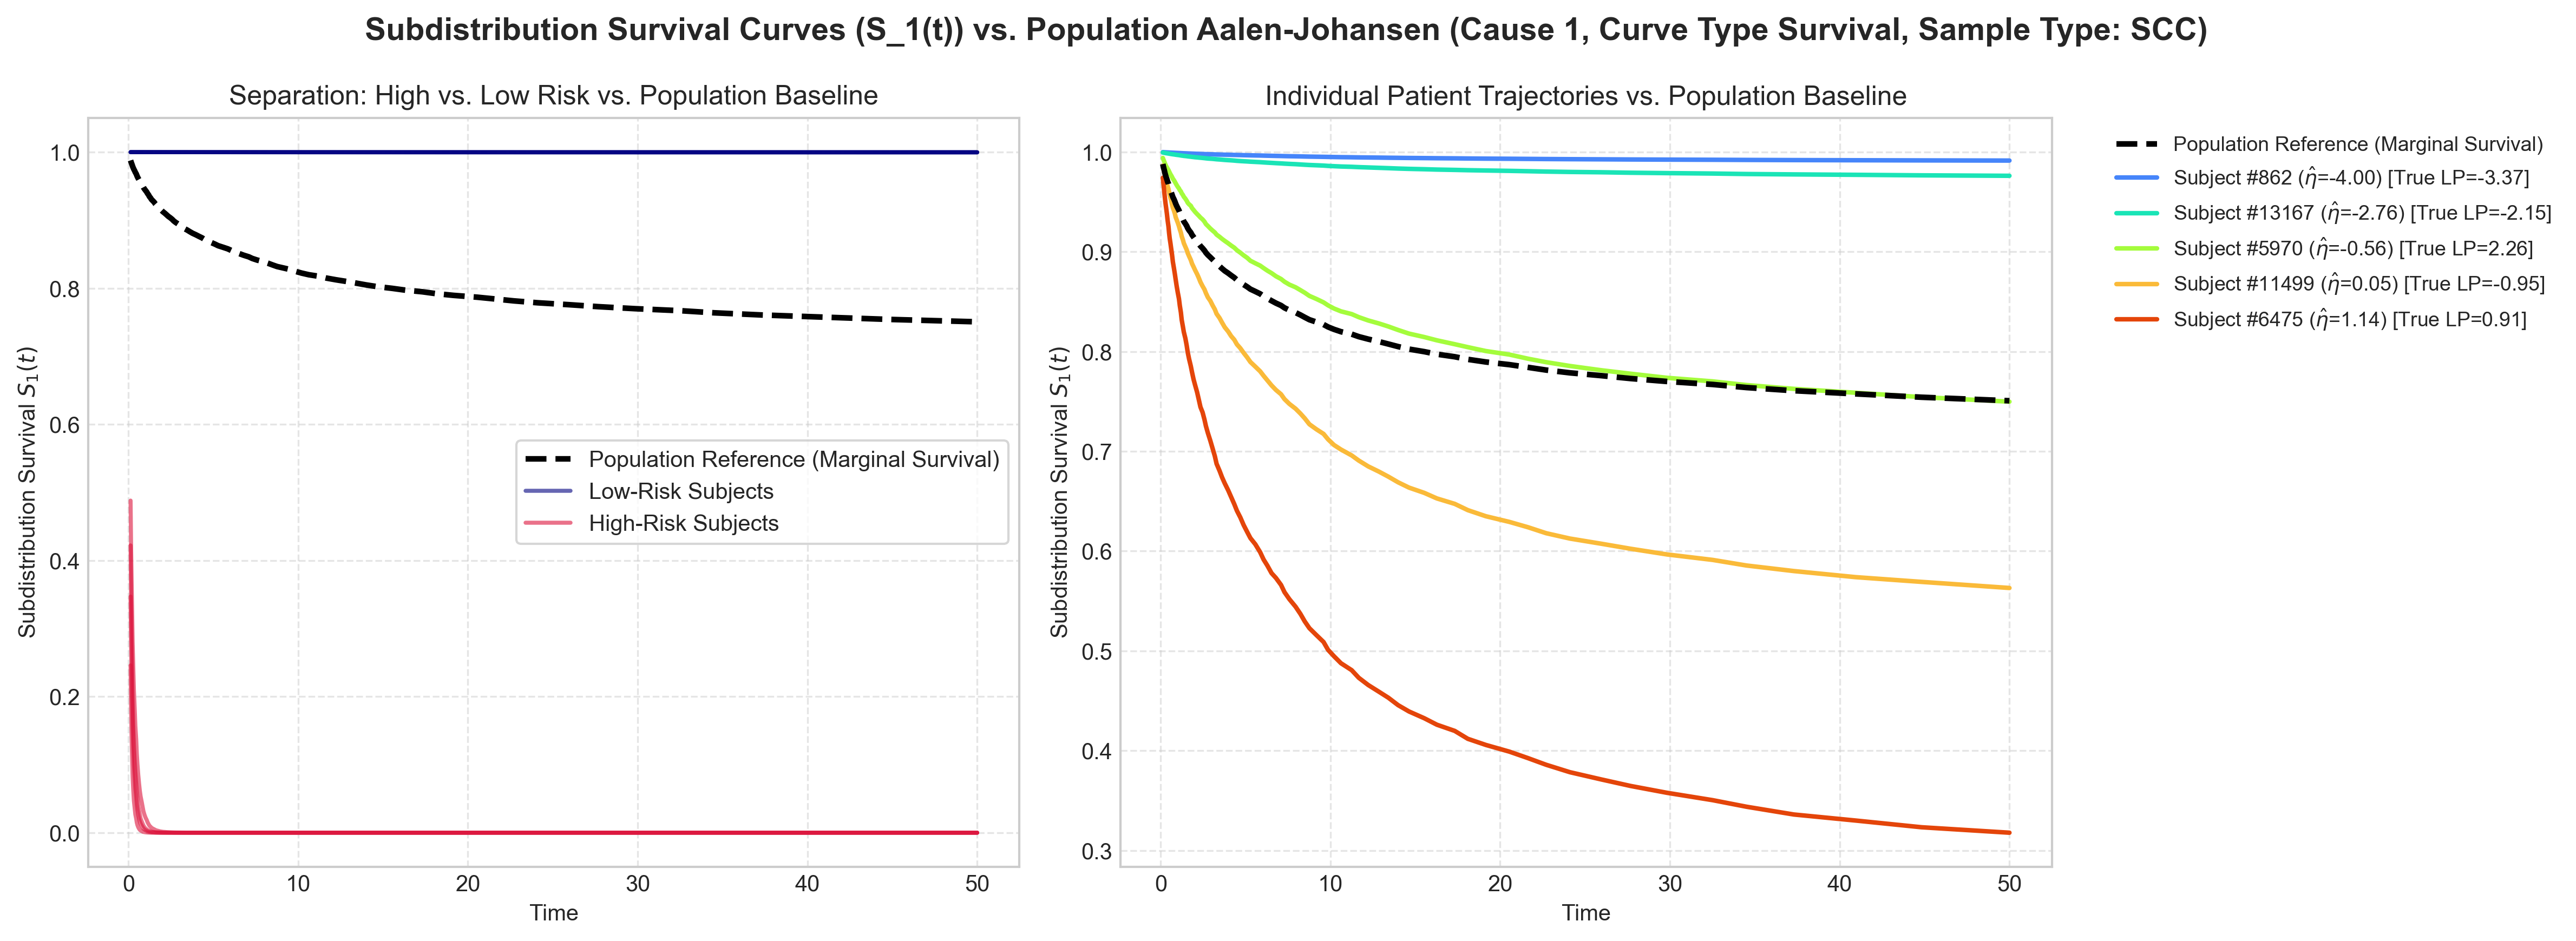 Subdistribution Survival Curves (S_1(t)) vs. Population Aalen-Johansen (Cause 1, Curve Type Survival, Sample Type: SCC)
Separation: High vs. Low Risk vs. Population Baseline
Subdistribution Survival S₁(t)
1.0
0.8
0.6
0.4
0.2
0.0
Population Reference (Marginal Survival)
Low-Risk Subjects
High-Risk Subjects
0 10 20 30 40 50
Time
Individual Patient Trajectories vs. Population Baseline
Subdistribution Survival S₁(t)
1.0
0.9
0.8
0.7
0.6
0.5
0.4
0.3
0 10 20 30 40 50
Time
Population Reference (Marginal Survival)
Subject #862 (η̂=-4.00) [True LP=-3.37]
Subject #13167 (η̂=-2.76) [True LP=-2.15]
Subject #5970 (η̂=-0.56) [True LP=2.26]
Subject #11499 (η̂=0.05) [True LP=-0.95]
Subject #6475 (η̂=1.14) [True LP=0.91]